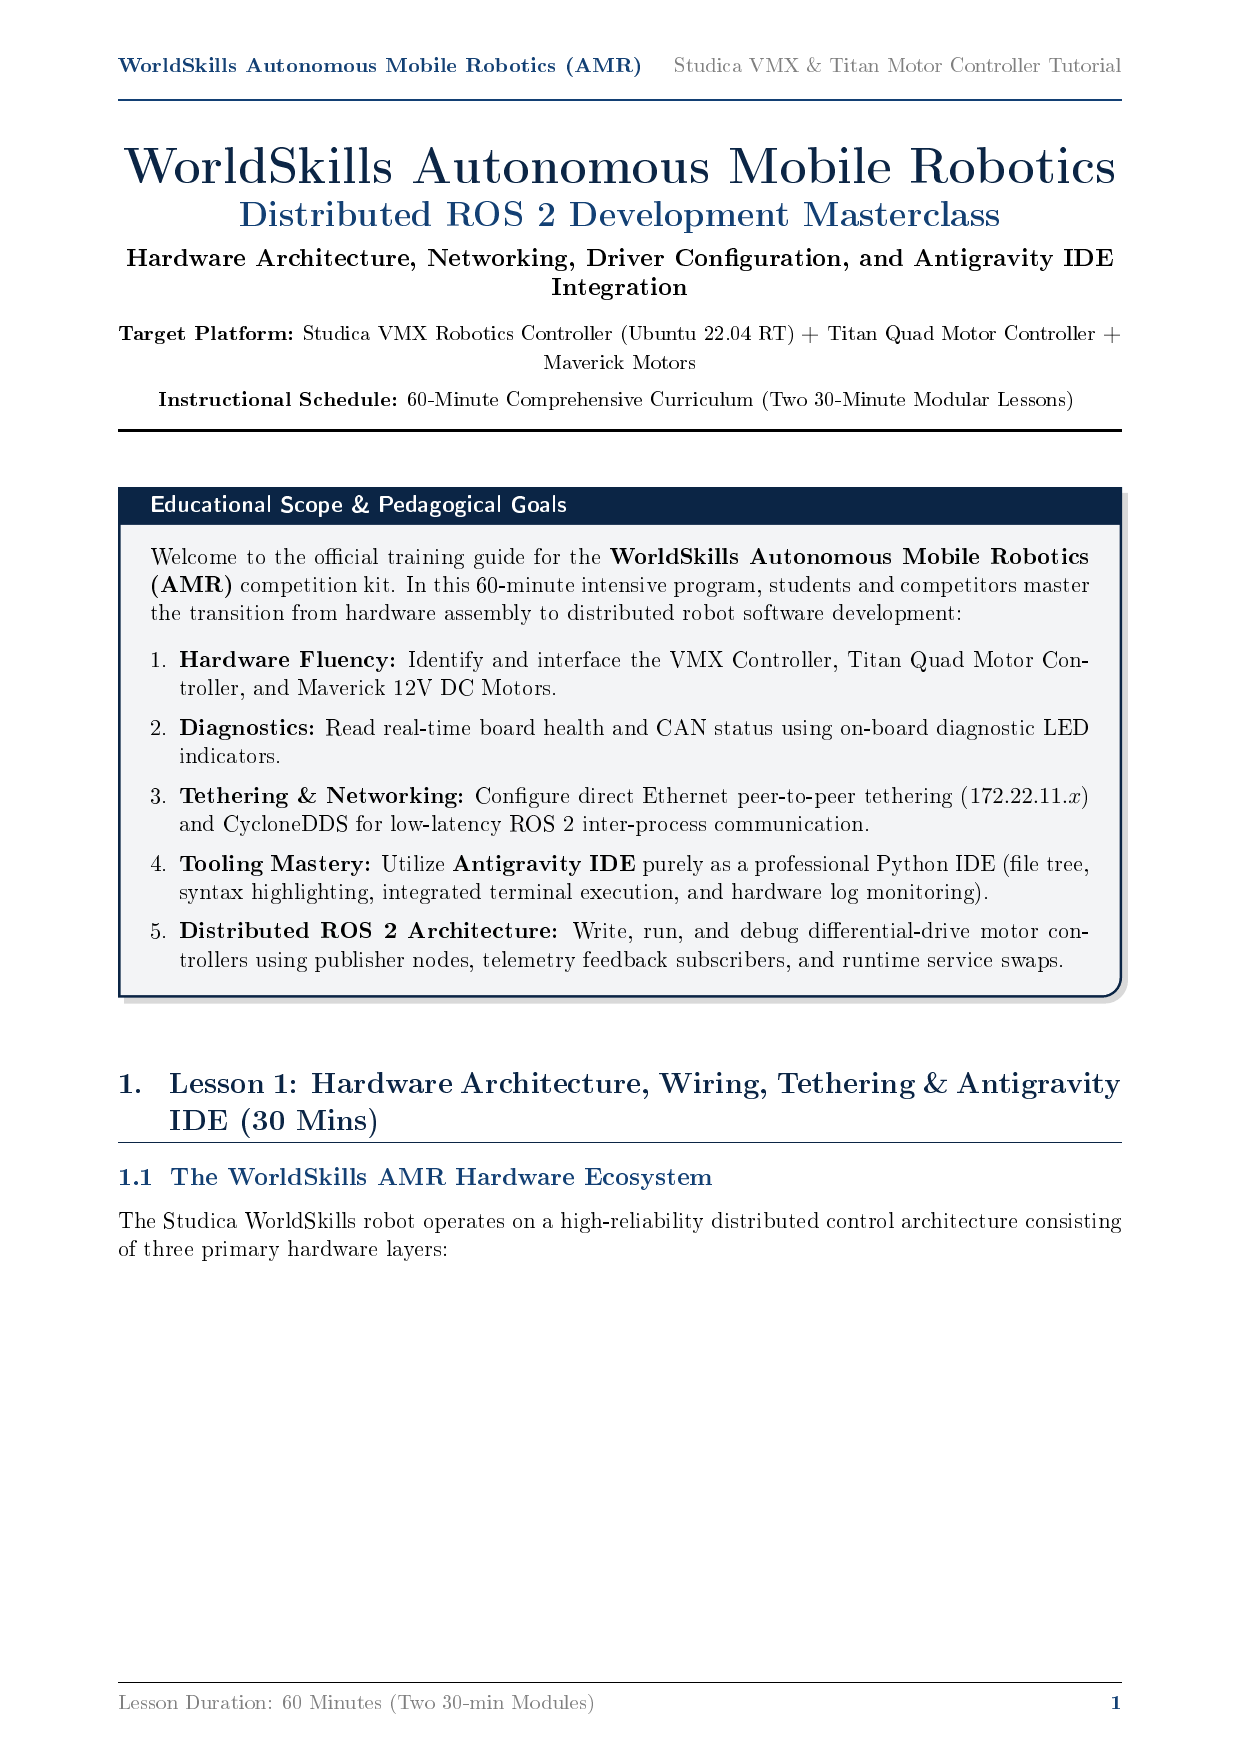 WorldSkills Autonomous Mobile Robotics (AMR) Studica VMX & Titan Motor Controller Tutorial
WorldSkills Autonomous Mobile Robotics
Distributed ROS 2 Development Masterclass
Hardware Architecture, Networking, Driver Configuration, and Antigravity IDE
Integration
Target Platform: Studica VMX Robotics Controller (Ubuntu 22.04 RT) + Titan Quad Motor Controller +
Maverick Motors
Instructional Schedule: 60-Minute Comprehensive Curriculum (Two 30-Minute Modular Lessons)
Educational Scope & Pedagogical Goals
Welcome to the official training guide for the WorldSkills Autonomous Mobile Robotics
(AMR) competition kit. In this 60-minute intensive program, students and competitors master
the transition from hardware assembly to distributed robot software development:
1. Hardware Fluency: Identify and interface the VMX Controller, Titan Quad Motor Con-
troller, and Maverick 12V DC Motors.
2. Diagnostics: Read real-time board health and CAN status using on-board diagnostic LED
indicators.
3. Tethering & Networking: Configure direct Ethernet peer-to-peer tethering (172.22.11.x)
and CycloneDDS for low-latency ROS 2 inter-process communication.
4. Tooling Mastery: Utilize Antigravity IDE purely as a professional Python IDE (file tree,
syntax highlighting, integrated terminal execution, and hardware log monitoring).
5. Distributed ROS 2 Architecture: Write, run, and debug differential-drive motor con-
trollers using publisher nodes, telemetry feedback subscribers, and runtime service swaps.
1. Lesson 1: Hardware Architecture, Wiring, Tethering & Antigravity
IDE (30 Mins)
1.1 The WorldSkills AMR Hardware Ecosystem
The Studica WorldSkills robot operates on a high-reliability distributed control architecture consisting
of three primary hardware layers:
Lesson Duration: 60 Minutes (Two 30-min Modules) 1